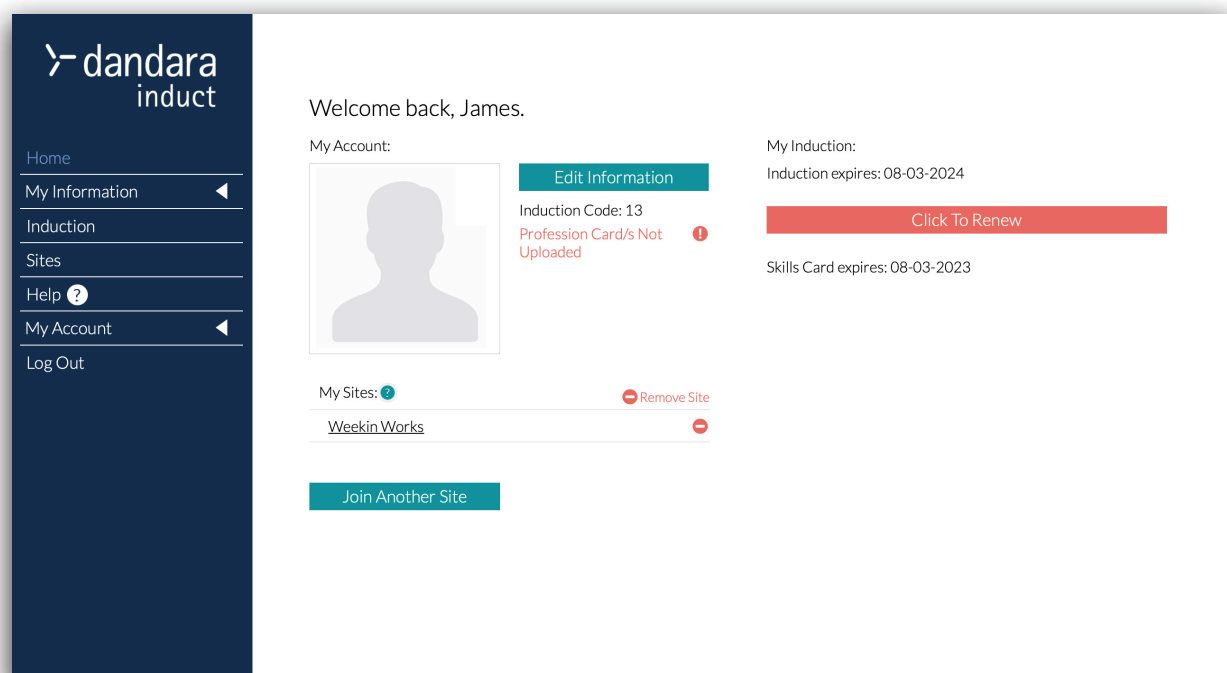 dandara
induct
Home
My Information
Induction
Sites
Help ?
My Account
Log Out
Welcome back, James.
My Account:
Edit Information
Induction Code: 13
Profession Card/s Not
Uploaded
!
My Sites: ?
Remove Site
Weekin Works
Join Another Site
My Induction:
Induction expires: 08-03-2024
Click To Renew
Skills Card expires: 08-03-2023